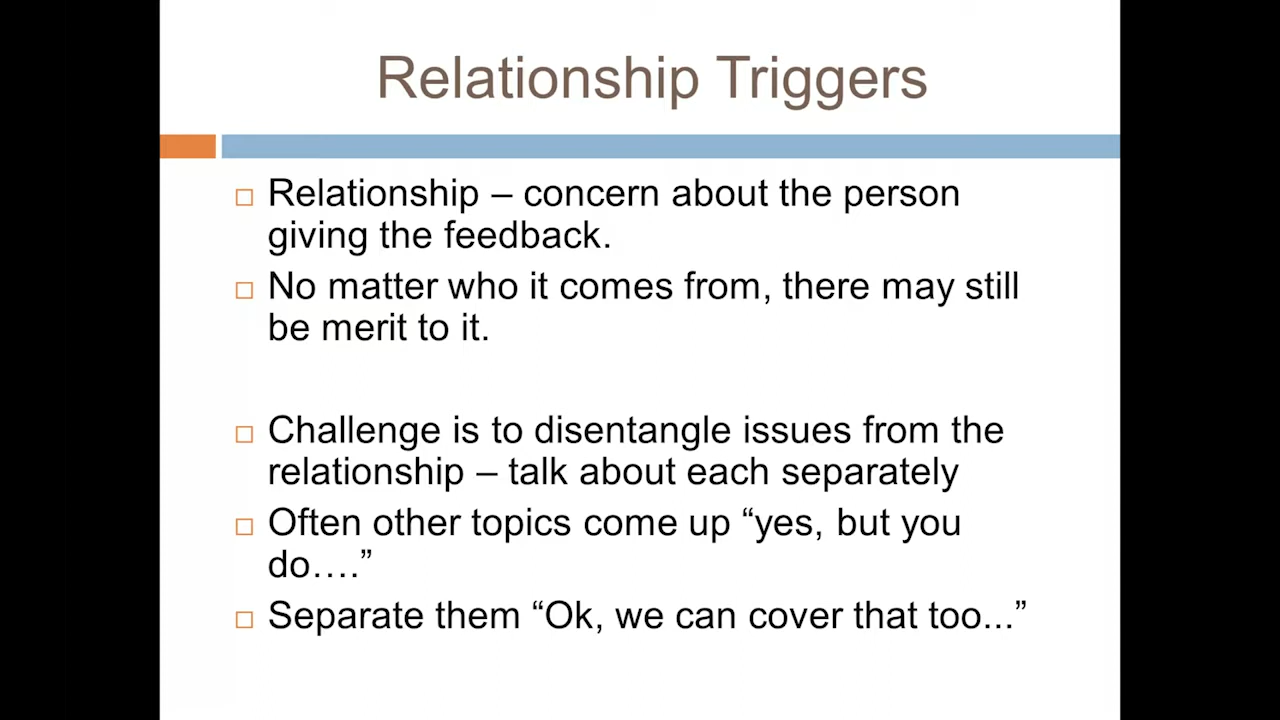 Relationship Triggers
Relationship – concern about the person
giving the feedback.
No matter who it comes from, there may still
be merit to it.
Challenge is to disentangle issues from the
relationship – talk about each separately
Often other topics come up “yes, but you
do….”
Separate them “Ok, we can cover that too...”